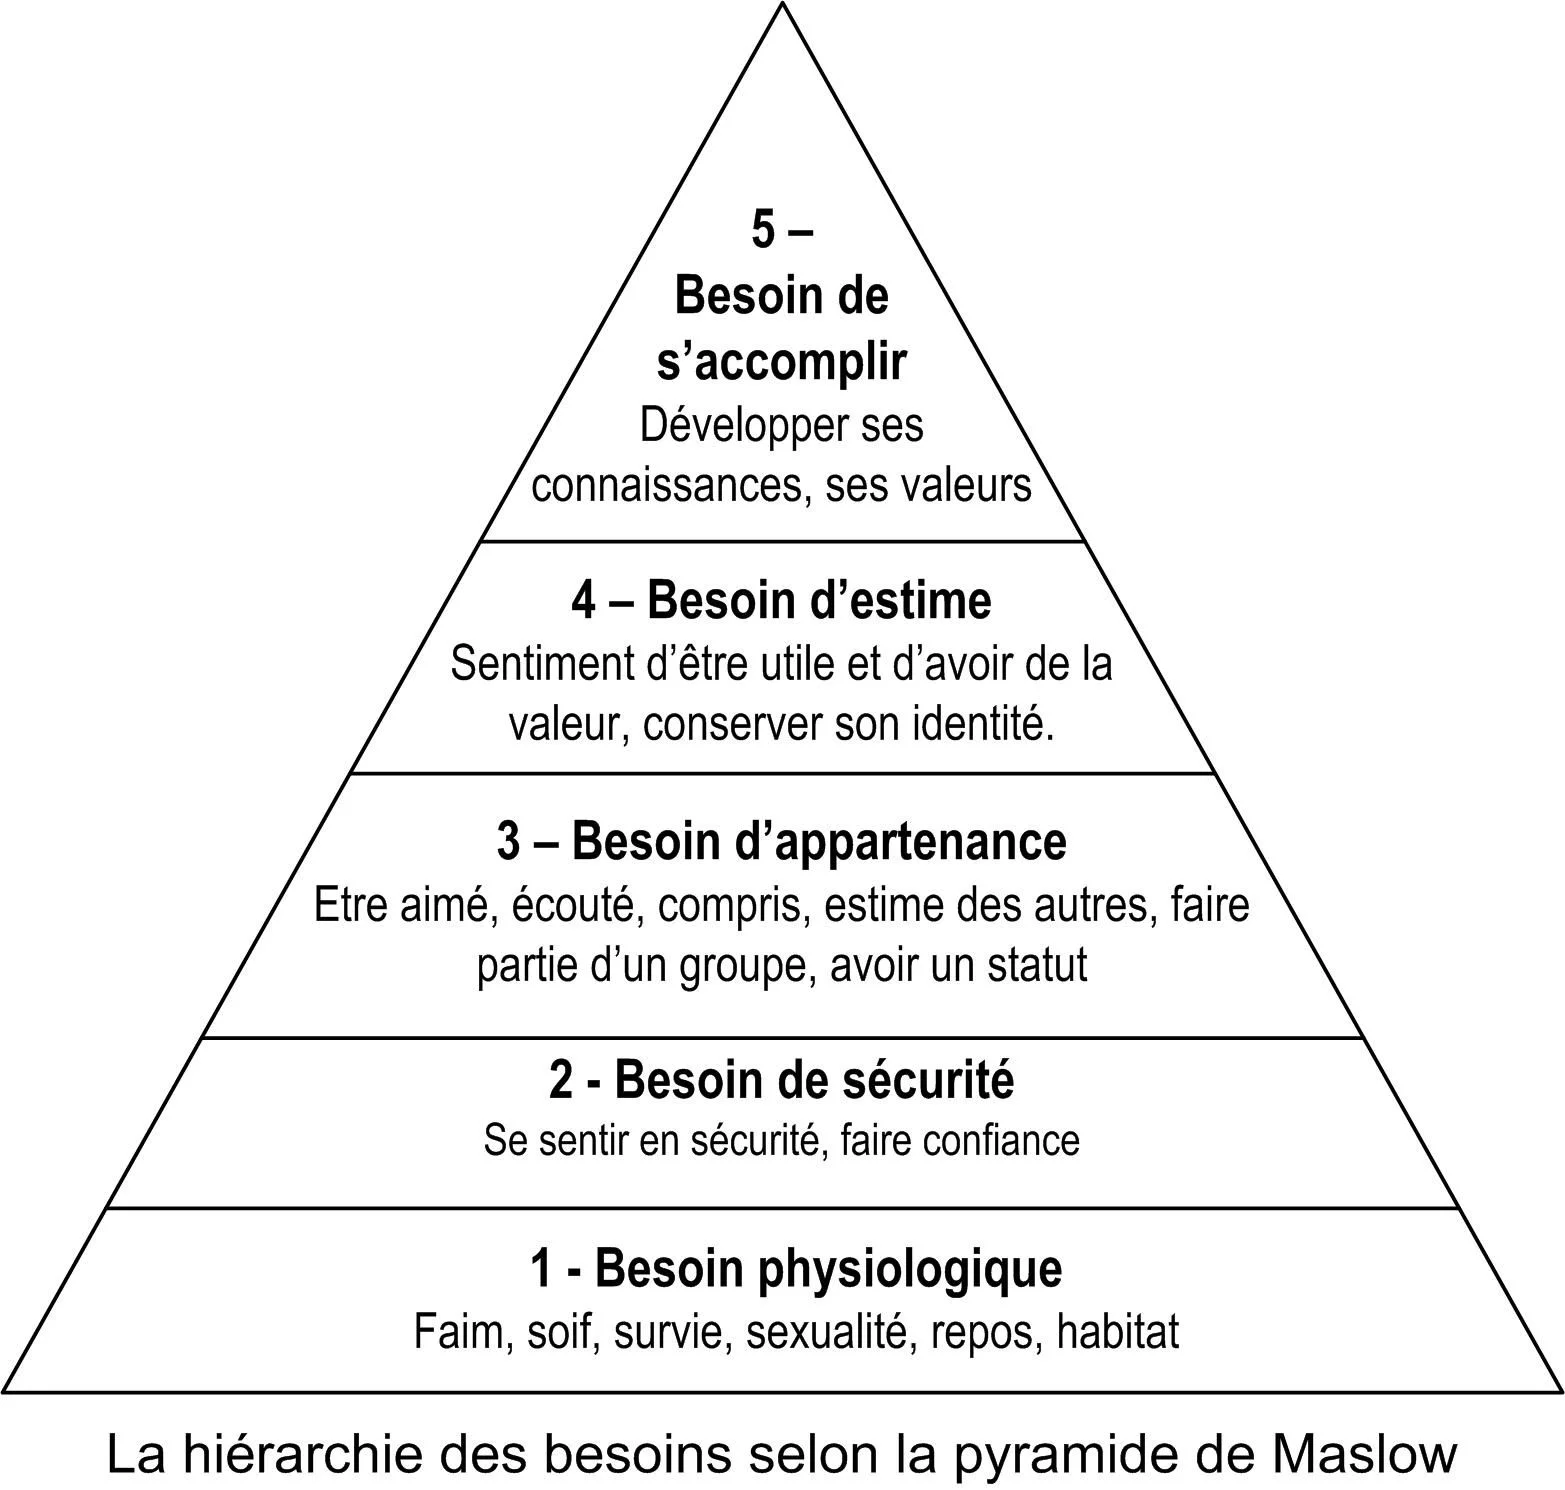 5 –
Besoin de
s’accomplir
Développer ses
connaissances, ses valeurs
4 – Besoin d’estime
Sentiment d’être utile et d’avoir de la
valeur, conserver son identité.
3 – Besoin d’appartenance
Etre aimé, écouté, compris, estime des autres, faire
partie d’un groupe, avoir un statut
2 - Besoin de sécurité
Se sentir en sécurité, faire confiance
1 - Besoin physiologique
Faim, soif, survie, sexualité, repos, habitat
La hiérarchie des besoins selon la pyramide de Maslow